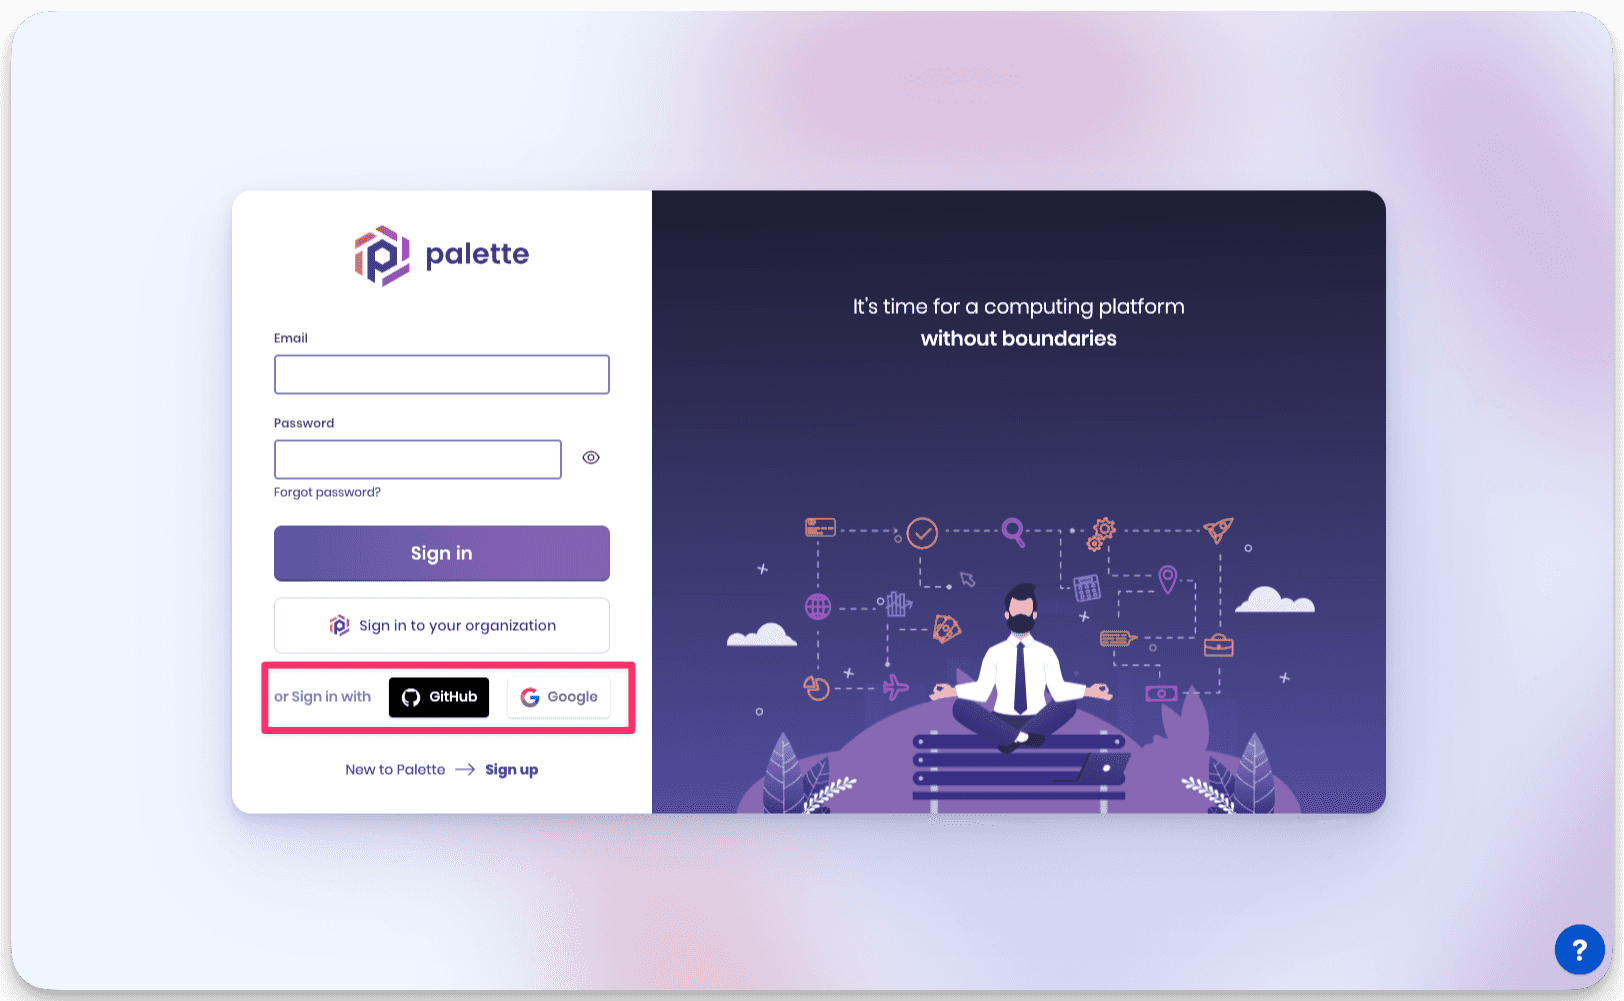 palette
Email
Password
Forgot password?
Sign in
Sign in to your organization
or Sign in with GitHub Google
New to Palette → Sign up
It's time for a computing platform
without boundaries
?